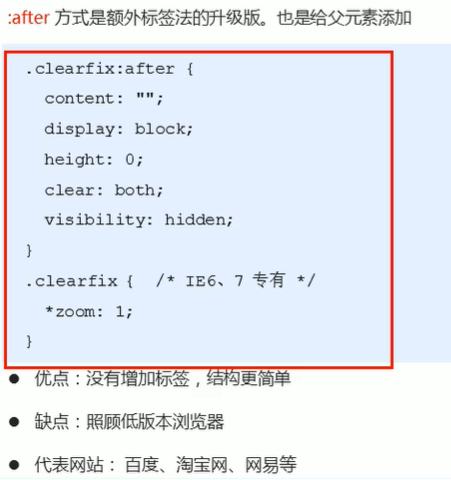 :after 方式是额外标签法的升级版。也是给父元素添加
.clearfix:after {
content: "";
display: block;
height: 0;
clear: both;
visibility: hidden;
}
.clearfix { /* IE6、7 专有 */
*zoom: 1;
}
● 优点：没有增加标签，结构更简单
● 缺点：照顾低版本浏览器
● 代表网站： 百度、淘宝网、网易等